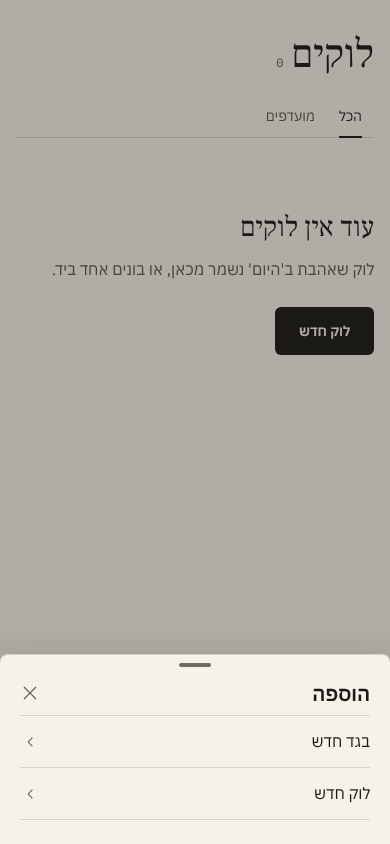 לוקים 0
הכל מועדפים
עוד אין לוקים
לוק שאהבת ב'היום' נשמר מכאן, או בונים אחד ביד.
לוק חדש
הוספה
בגד חדש
לוק חדש